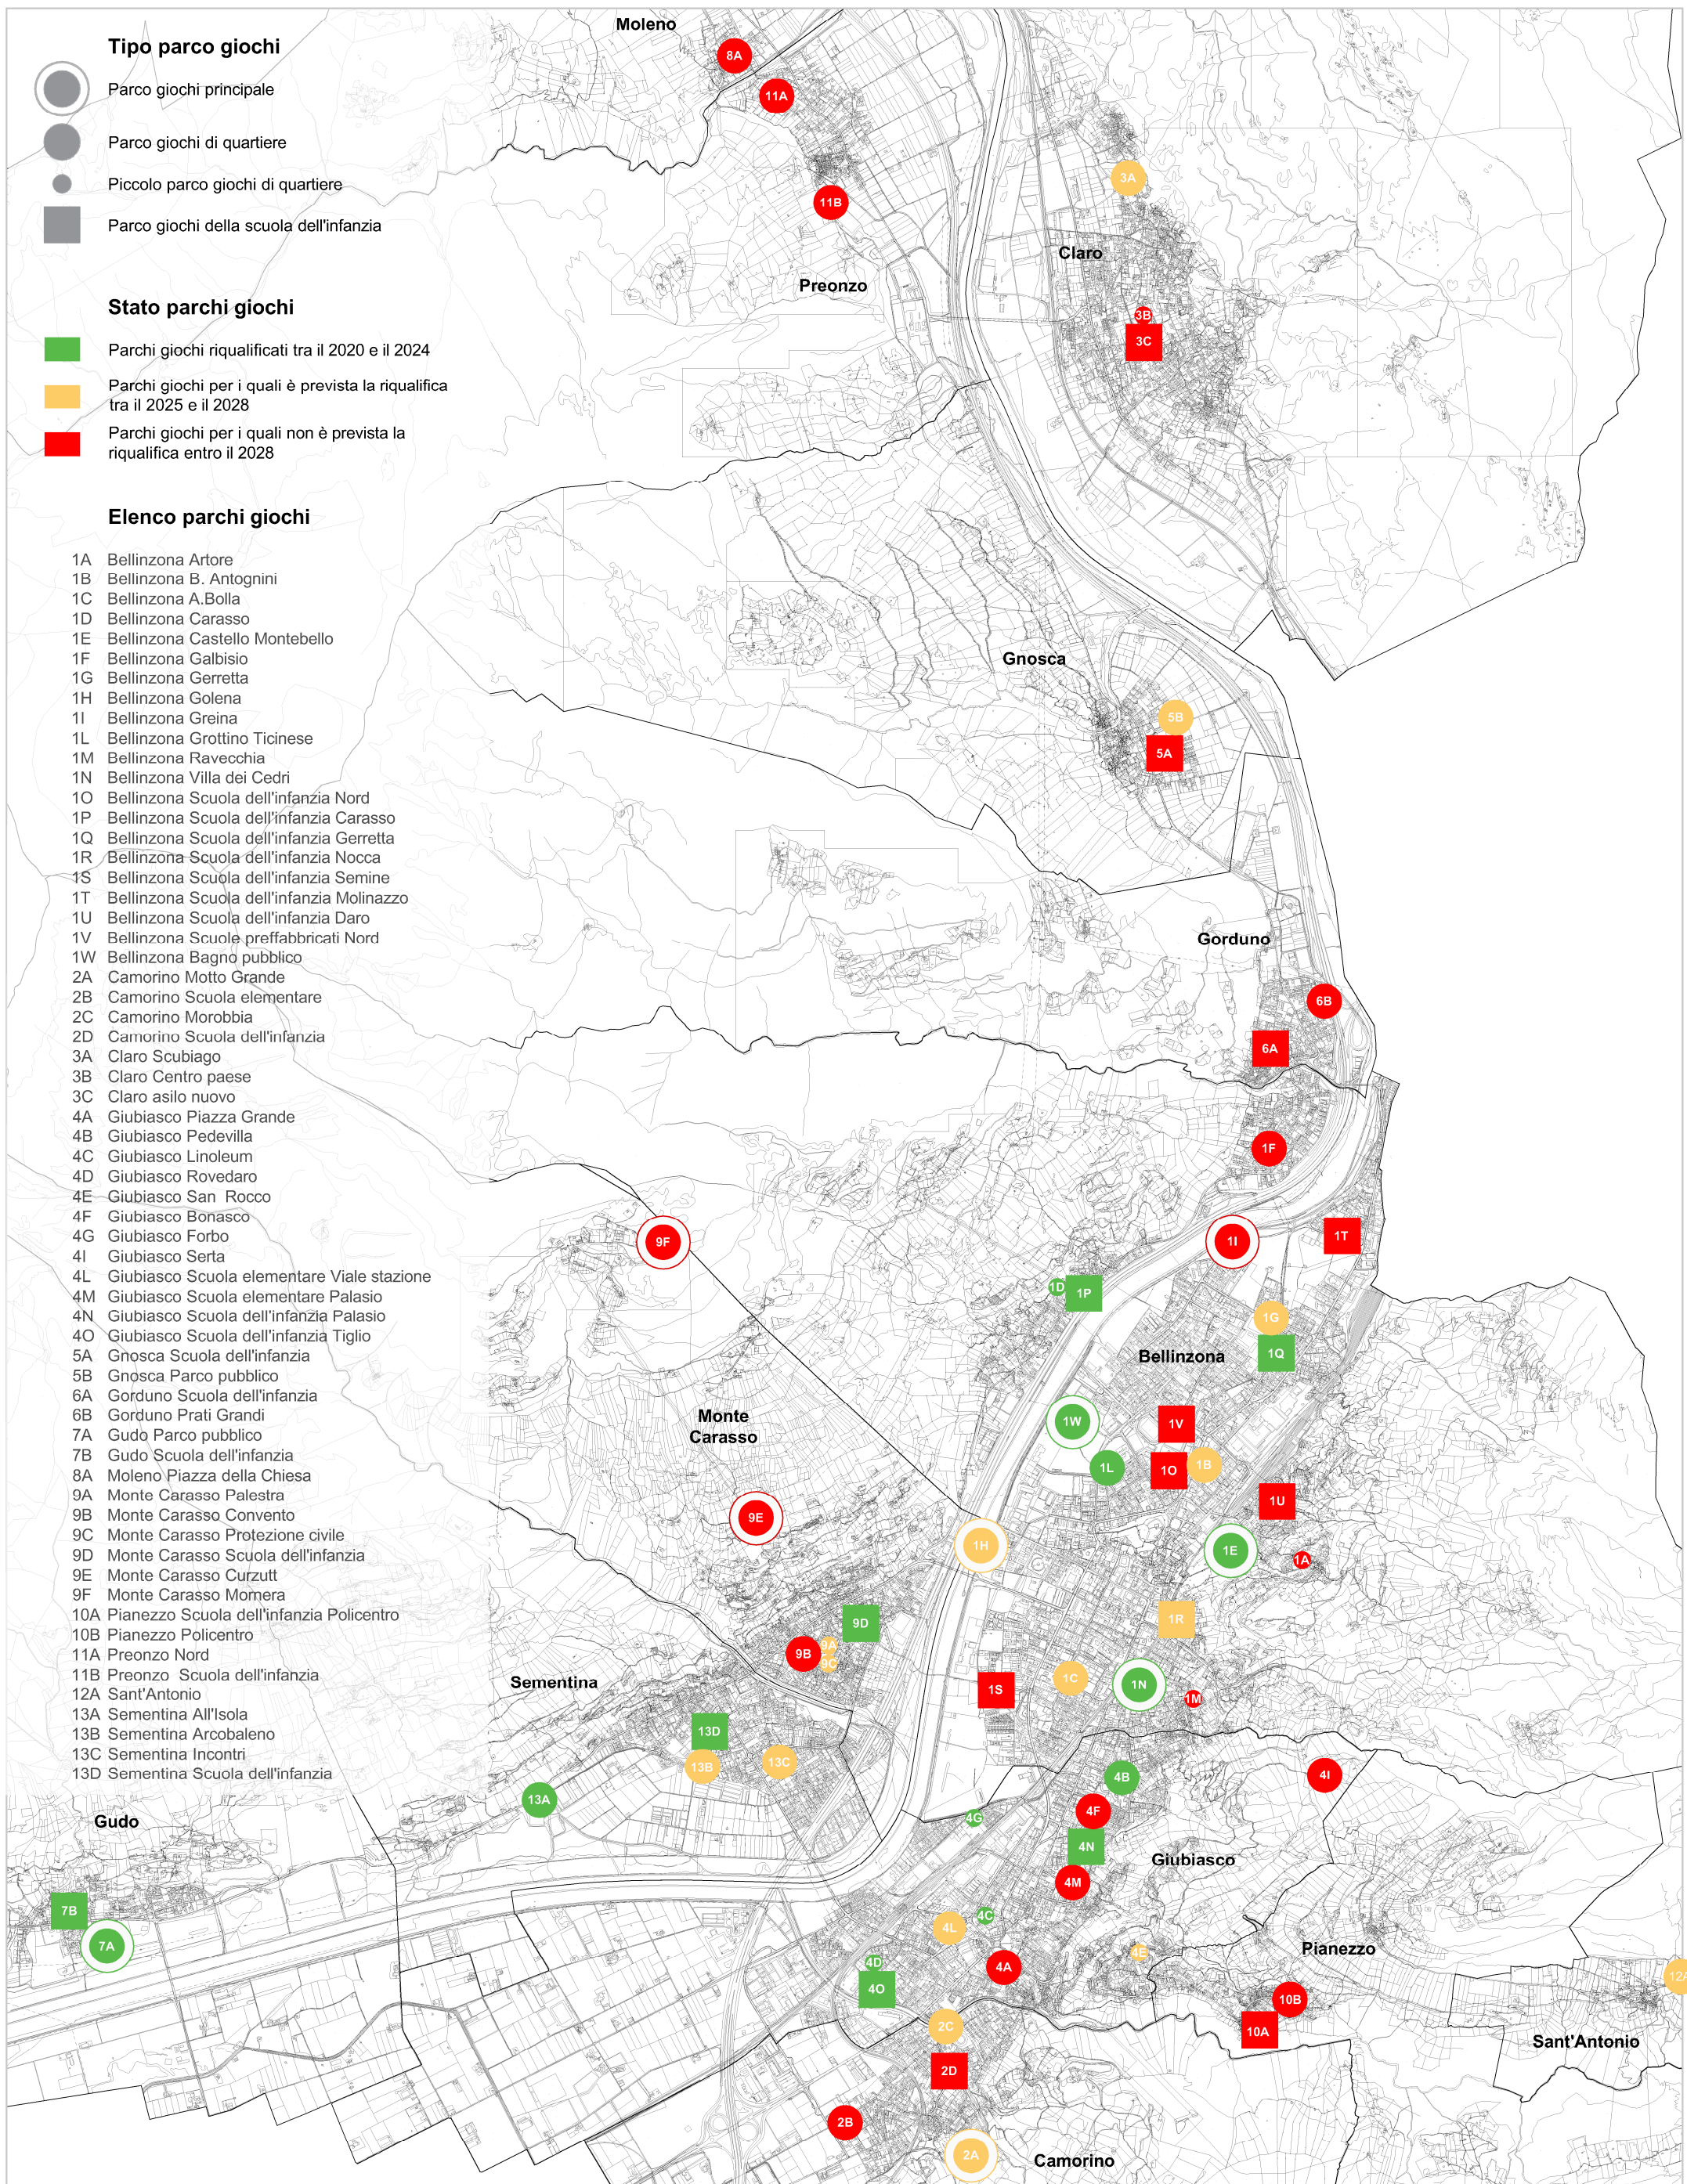 Tipo parco giochi
Parco giochi principale
Parco giochi di quartiere
Piccolo parco giochi di quartiere
Parco giochi della scuola dell'infanzia
Stato parchi giochi
Parchi giochi riqualificati tra il 2020 e il 2024
Parchi giochi per i quali è prevista la riqualifica
tra il 2025 e il 2028
Parchi giochi per i quali non è prevista la
riqualifica entro il 2028
Elenco parchi giochi
1A Bellinzona Artore
1B Bellinzona B. Antognini
1C Bellinzona A.Bolla
1D Bellinzona Carasso
1E Bellinzona Castello Montebello
1F Bellinzona Galbisio
1G Bellinzona Gerretta
1H Bellinzona Golena
1I Bellinzona Greina
1L Bellinzona Grottino Ticinese
1M Bellinzona Ravecchia
1N Bellinzona Villa dei Cedri
1O Bellinzona Scuola dell'infanzia Nord
1P Bellinzona Scuola dell'infanzia Carasso
1Q Bellinzona Scuola dell'infanzia Gerretta
1R Bellinzona Scuola dell'infanzia Nocca
1S Bellinzona Scuola dell'infanzia Semine
1T Bellinzona Scuola dell'infanzia Molinazzo
1U Bellinzona Scuola dell'infanzia Daro
1V Bellinzona Scuole preffabbricati Nord
1W Bellinzona Bagno pubblico
2A Camorino Motto Grande
2B Camorino Scuola elementare
2C Camorino Morobbia
2D Camorino Scuola dell'infanzia
3A Claro Scubiago
3B Claro Centro paese
3C Claro asilo nuovo
4A Giubiasco Piazza Grande
4B Giubiasco Pedevilla
4C Giubiasco Linoleum
4D Giubiasco Rovedaro
4E Giubiasco San Rocco
4F Giubiasco Bonasco
4G Giubiasco Forbo
4I Giubiasco Serta
4L Giubiasco Scuola elementare Viale stazione
4M Giubiasco Scuola elementare Palasio
4N Giubiasco Scuola dell'infanzia Palasio
4O Giubiasco Scuola dell'infanzia Tiglio
5A Gnosca Scuola dell'infanzia
5B Gnosca Parco pubblico
6A Gorduno Scuola dell'infanzia
6B Gorduno Prati Grandi
7A Gudo Parco pubblico
7B Gudo Scuola dell'infanzia
8A Moleno Piazza della Chiesa
9A Monte Carasso Palestra
9B Monte Carasso Convento
9C Monte Carasso Protezione civile
9D Monte Carasso Scuola dell'infanzia
9E Monte Carasso Curzutt
9F Monte Carasso Mornera
10A Pianezzo Scuola dell'infanzia Policentro
10B Pianezzo Policentro
11A Preonzo Nord
11B Preonzo Scuola dell'infanzia
12A Sant'Antonio
13A Sementina All'Isola
13B Sementina Arcobaleno
13C Sementina Incontri
13D Sementina Scuola dell'infanzia
Moleno
8A
11A
3A
11B
Claro
Preonzo
3B
3C
Gnosca
5B
5A
Gorduno
6B
6A
1F
9F
1I
1T
1D
1P
1G
1Q
Bellinzona
Monte
Carasso
1W
1V
1L
1O
1B
1U
9E
1H
1E
1A
9D
1R
9A
9B
9C
Sementina
1C
1N
1S
1M
13D
13B
13C
4B
4I
13A
4F
4G
Gudo
4N
Giubiasco
4M
7B
4C
4L
7A
4E
Pianezzo
4D
4A
12A
4O
10B
2C
10A
Sant'Antonio
2D
2B
2A
Camorino